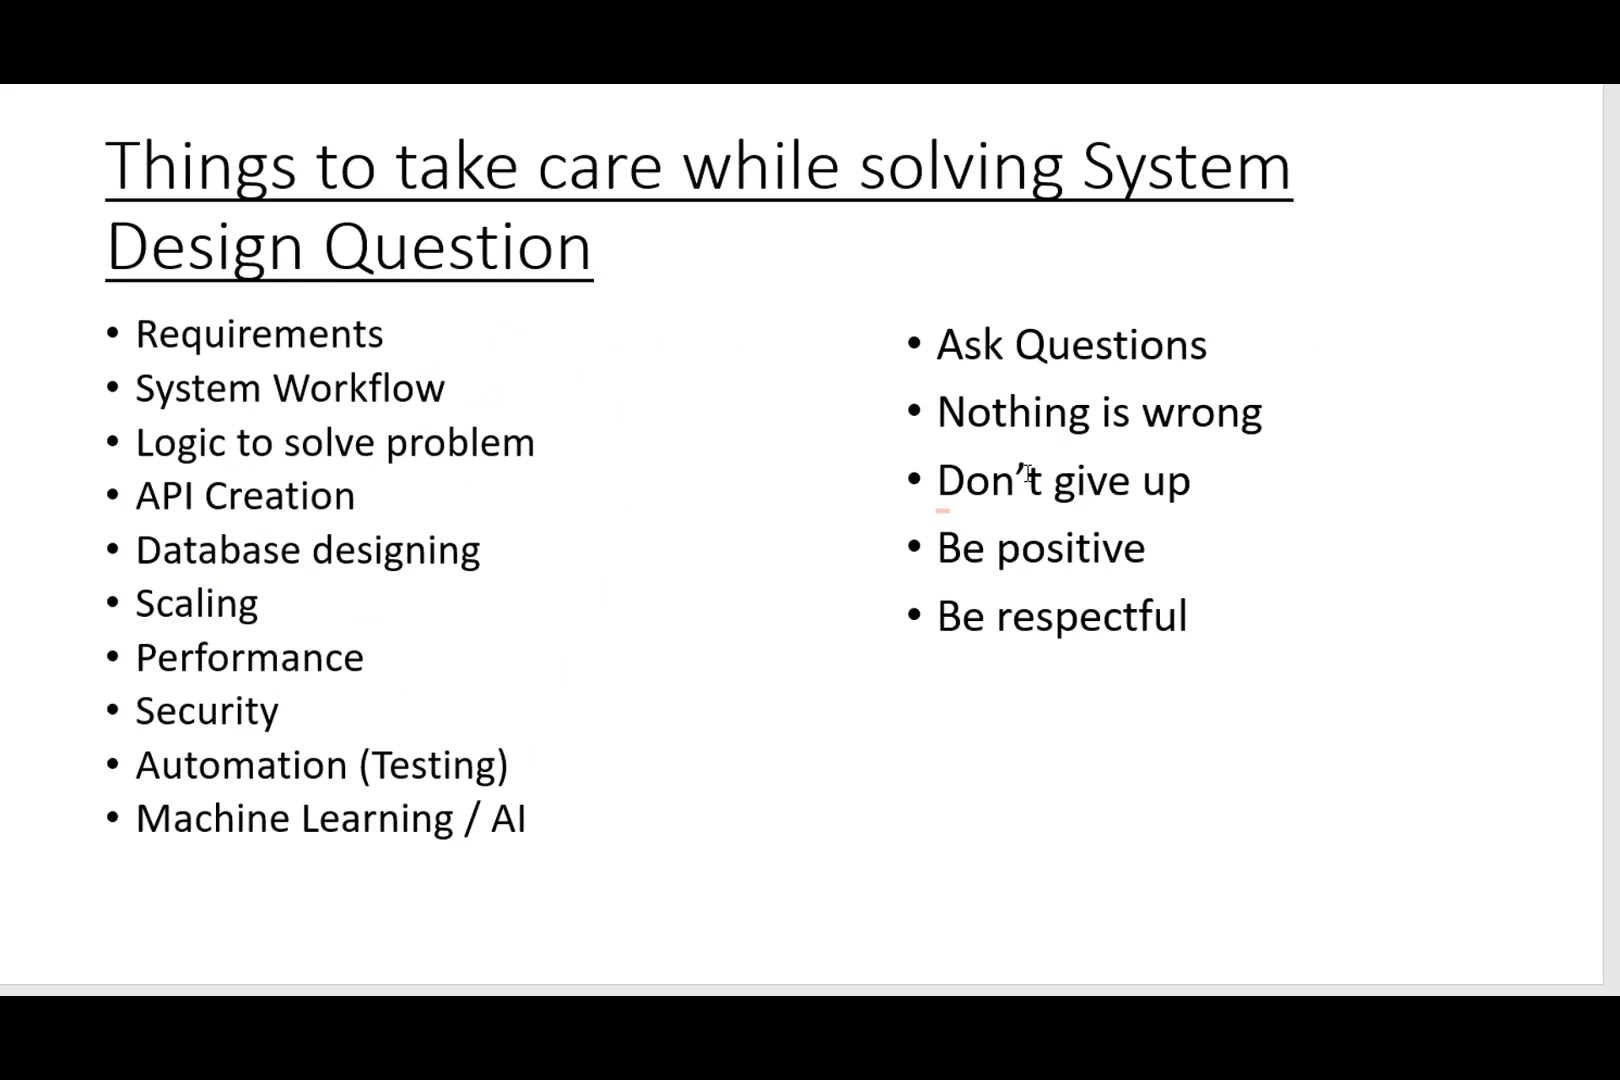 Things to take care while solving System
Design Question
• Requirements
• System Workflow
• Logic to solve problem
• API Creation
• Database designing
• Scaling
• Performance
• Security
• Automation (Testing)
• Machine Learning / AI
• Ask Questions
• Nothing is wrong
• Don’t give up
• Be positive
• Be respectful